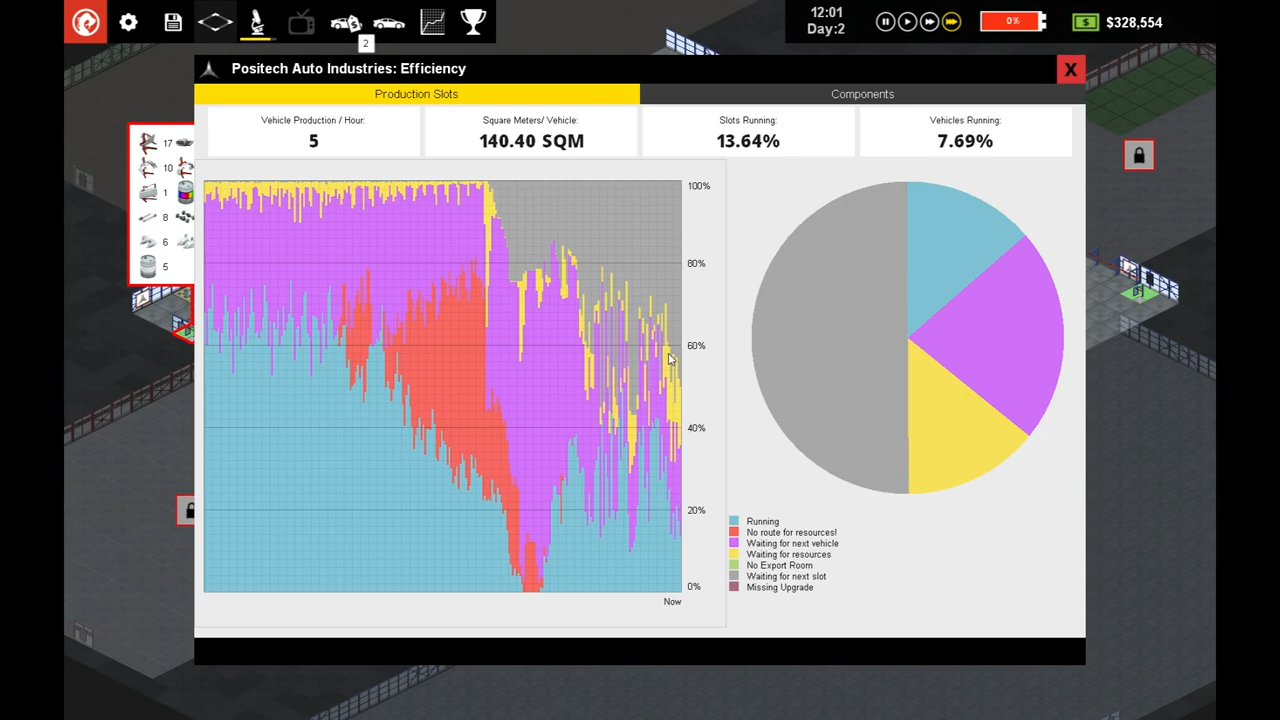 12:01
Day:2
0%
$328,554
2
Positech Auto Industries: Efficiency
X
Production Slots
Components
Vehicle Production / Hour:
5
Square Meters/ Vehicle:
140.40 SQM
Slots Running:
13.64%
Vehicles Running:
7.69%
17
10
1
8
6
5
100%
80%
60%
40%
20%
0%
Now
Running
No route for resources!
Waiting for next vehicle
Waiting for resources
No Export Room
Waiting for next slot
Missing Upgrade